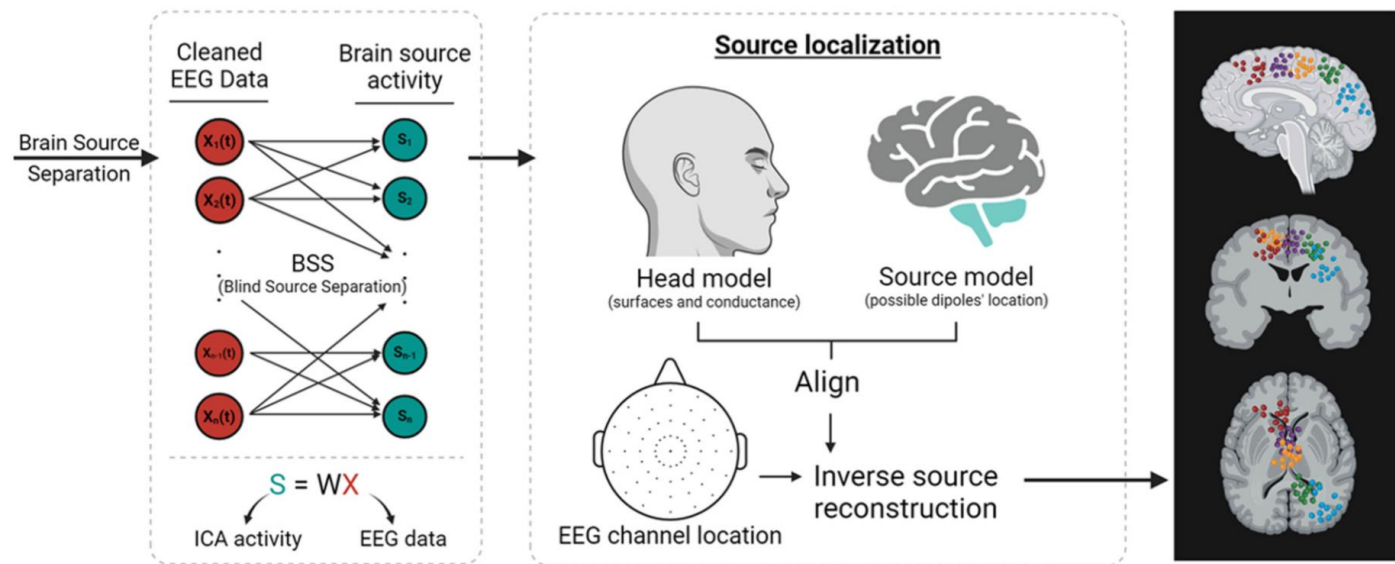 Brain Source
Separation
Cleaned
EEG Data
Brain source
activity
X₁(t)
S₁
X₂(t)
S₂
BSS
(Blind Source Separation)
Xₙ₋₁(t)
Sₙ₋₁
Xₙ(t)
Sₙ
S = WX
ICA activity
EEG data
Source localization
Head model
(surfaces and conductance)
Source model
(possible dipoles' location)
Align
EEG channel location
Inverse source
reconstruction